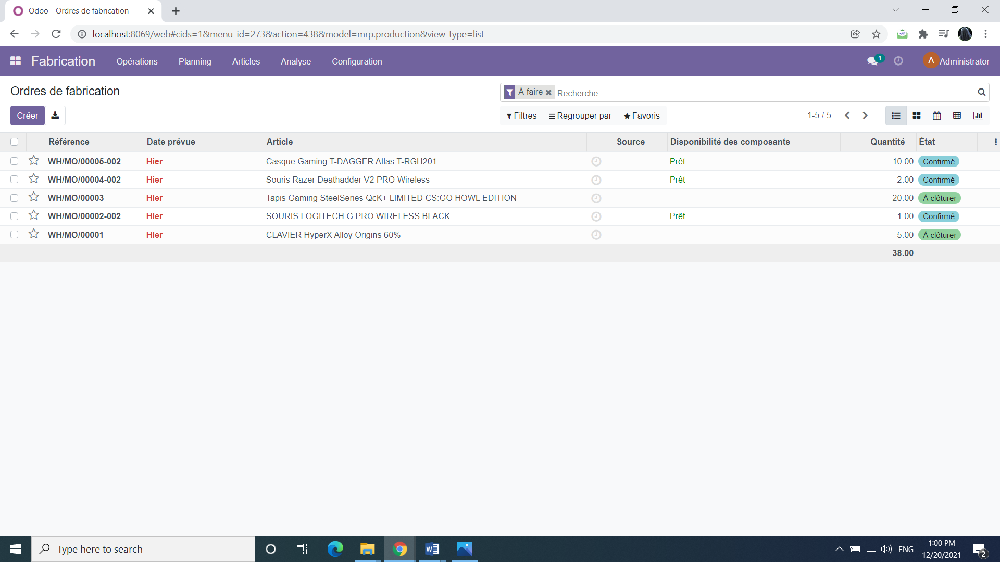 Odoo - Ordres de fabrication
localhost:8069/web#cids=1&menu_id=273&action=438&model=mrp.production&view_type=list
Fabrication Opérations Planning Articles Analyse Configuration 1 A Administrator
Ordres de fabrication À faire Recherche...
Créer Filtres Regrouper par Favoris 1-5 / 5
Référence Date prévue Article Source Disponibilité des composants Quantité État
WH/MO/00005-002 Hier Casque Gaming T-DAGGER Atlas T-RGH201 Prêt 10.00 Confirmé
WH/MO/00004-002 Hier Souris Razer Deathadder V2 PRO Wireless Prêt 2.00 Confirmé
WH/MO/00003 Hier Tapis Gaming SteelSeries QcK+ LIMITED CS:GO HOWL EDITION 20.00 À clôturer
WH/MO/00002-002 Hier SOURIS LOGITECH G PRO WIRELESS BLACK Prêt 1.00 Confirmé
WH/MO/00001 Hier CLAVIER HyperX Alloy Origins 60% 5.00 À clôturer
38.00
Type here to search W ENG 1:00 PM
12/20/2021 2